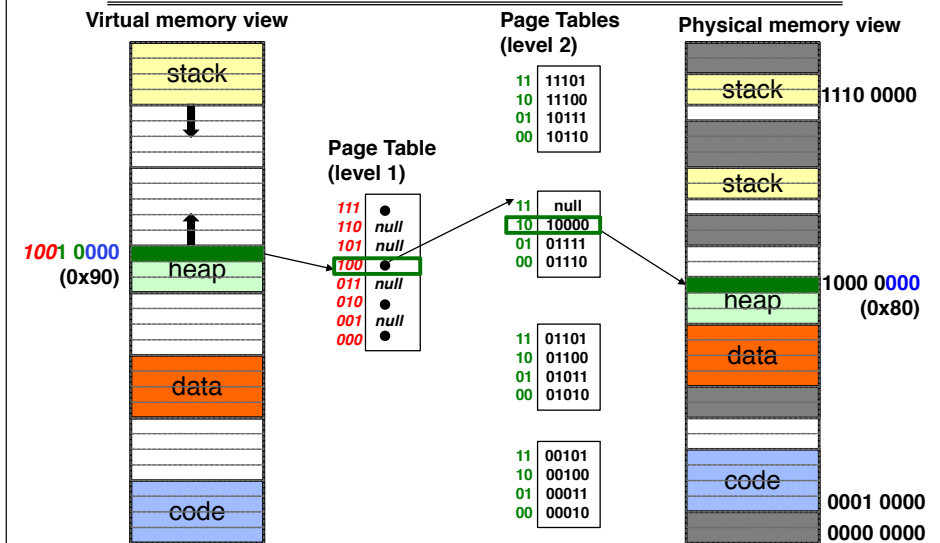 Virtual memory view
stack
1001 0000
(0x90)
heap
data
code
Page Table
(level 1)
111
110 null
101 null
100
011 null
010
001 null
000
Page Tables
(level 2)
11 11101
10 11100
01 10111
00 10110
11 null
10 10000
01 01111
00 01110
11 01101
10 01100
01 01011
00 01010
11 00101
10 00100
01 00011
00 00010
Physical memory view
stack
1110 0000
stack
1000 0000
(0x80)
heap
data
code
0001 0000
0000 0000